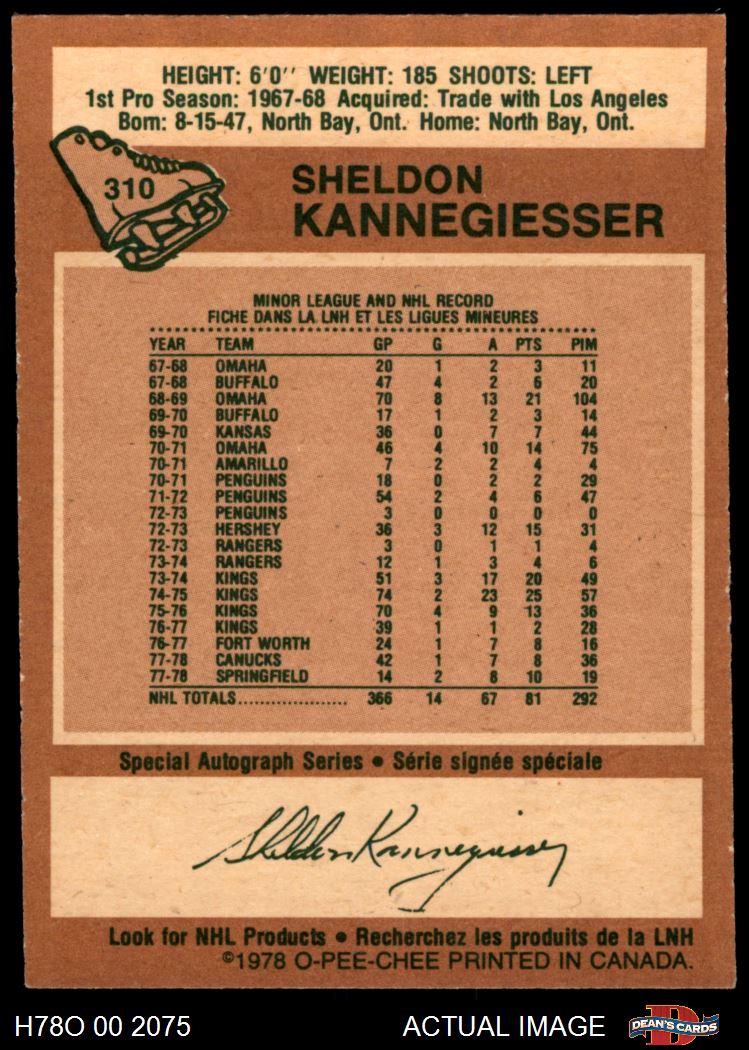 HEIGHT: 6'0'' WEIGHT: 185 SHOOTS: LEFT
1st Pro Season: 1967-68 Acquired: Trade with Los Angeles
Born: 8-15-47, North Bay, Ont. Home: North Bay, Ont.
310
SHELDON
KANNEGIESSER
MINOR LEAGUE AND NHL RECORD
FICHE DANS LA LNH ET LES LIGUES MINEURES
YEAR TEAM GP G A PTS PIM
67-68 OMAHA 20 1 2 3 11
67-68 BUFFALO 47 4 2 6 20
68-69 OMAHA 70 8 13 21 104
69-70 BUFFALO 17 1 2 3 14
69-70 KANSAS 36 0 7 7 44
70-71 OMAHA 46 4 10 14 75
70-71 AMARILLO 7 2 2 4 4
70-71 PENGUINS 18 0 2 2 29
71-72 PENGUINS 54 2 4 6 47
72-73 PENGUINS 3 0 0 0 0
72-73 HERSHEY 36 3 12 15 31
72-73 RANGERS 3 0 1 1 4
73-74 RANGERS 12 1 3 4 6
73-74 KINGS 51 3 17 20 49
74-75 KINGS 74 2 23 25 57
75-76 KINGS 70 4 9 13 36
76-77 KINGS 39 1 1 2 28
76-77 FORT WORTH 24 1 7 8 16
77-78 CANUCKS 42 1 7 8 36
77-78 SPRINGFIELD 14 2 8 10 19
NHL TOTALS.................... 366 14 67 81 292
Special Autograph Series • Série signée spéciale
Sheldon Kannegiesser
Look for NHL Products • Recherchez les produits de la LNH
©1978 O-PEE-CHEE PRINTED IN CANADA.
H78O 00 2075 ACTUAL IMAGE D DEAN'S CARDS